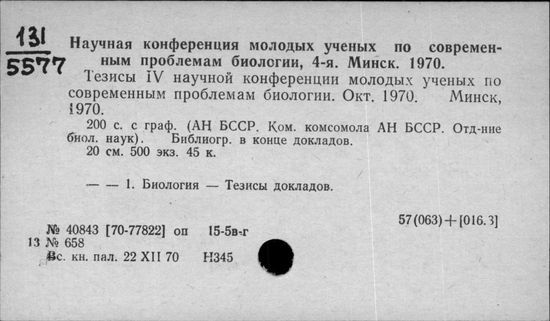 131
5577
Научная конференция молодых ученых по современ-
ным проблемам биологии, 4-я. Минск. 1970.
Тезисы IV научной конференции молодых ученых по
современным проблемам биологии. Окт. 1970. Минск,
1970.
200 с. с граф. (АН БССР. Ком. комсомола АН БССР. Отд-ние
биол. наук). Библиогр. в конце докладов.
20 см. 500 экз. 45 к.
— — 1. Биология — Тезисы докладов.
57(063)+[016.3]
№ 40843 [70-77822] оп 15-5в-г
13 № 658
Вс. кн. пал. 22 XII 70 Н345